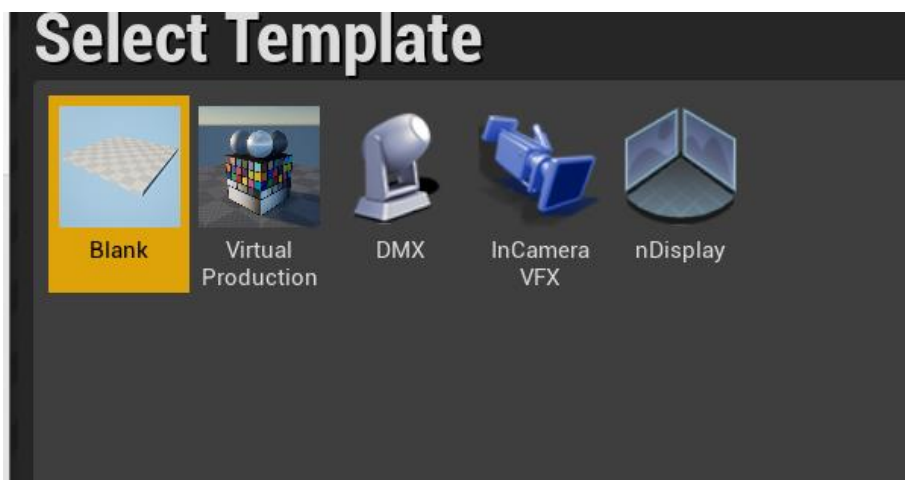 Select Template
Blank
Virtual
Production
DMX
InCamera
VFX
nDisplay